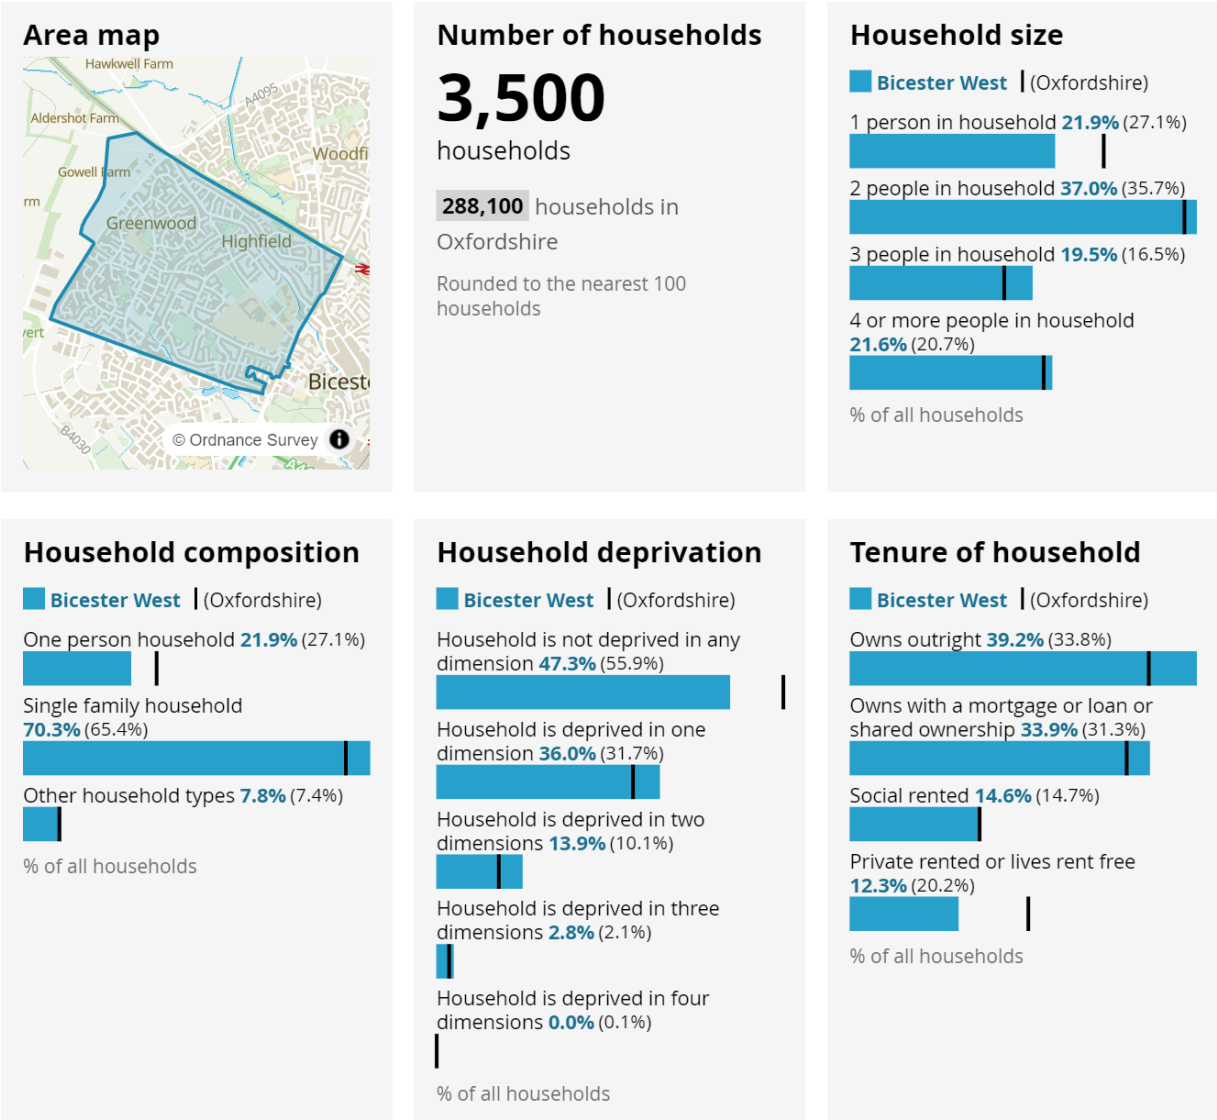 Area map
Hawkwell Farm
A4095
Aldershot Farm
Woodfi
Gowell Farm
rm
Greenwood
Highfield
vert
Bicest
B4030
© Ordnance Survey
Number of households
3,500
households
288,100 households in
Oxfordshire
Rounded to the nearest 100
households
Household size
Bicester West (Oxfordshire)
1 person in household 21.9% (27.1%)
2 people in household 37.0% (35.7%)
3 people in household 19.5% (16.5%)
4 or more people in household
21.6% (20.7%)
% of all households
Household composition
Bicester West (Oxfordshire)
One person household 21.9% (27.1%)
Single family household
70.3% (65.4%)
Other household types 7.8% (7.4%)
% of all households
Household deprivation
Bicester West (Oxfordshire)
Household is not deprived in any
dimension 47.3% (55.9%)
Household is deprived in one
dimension 36.0% (31.7%)
Household is deprived in two
dimensions 13.9% (10.1%)
Household is deprived in three
dimensions 2.8% (2.1%)
Household is deprived in four
dimensions 0.0% (0.1%)
% of all households
Tenure of household
Bicester West (Oxfordshire)
Owns outright 39.2% (33.8%)
Owns with a mortgage or loan or
shared ownership 33.9% (31.3%)
Social rented 14.6% (14.7%)
Private rented or lives rent free
12.3% (20.2%)
% of all households